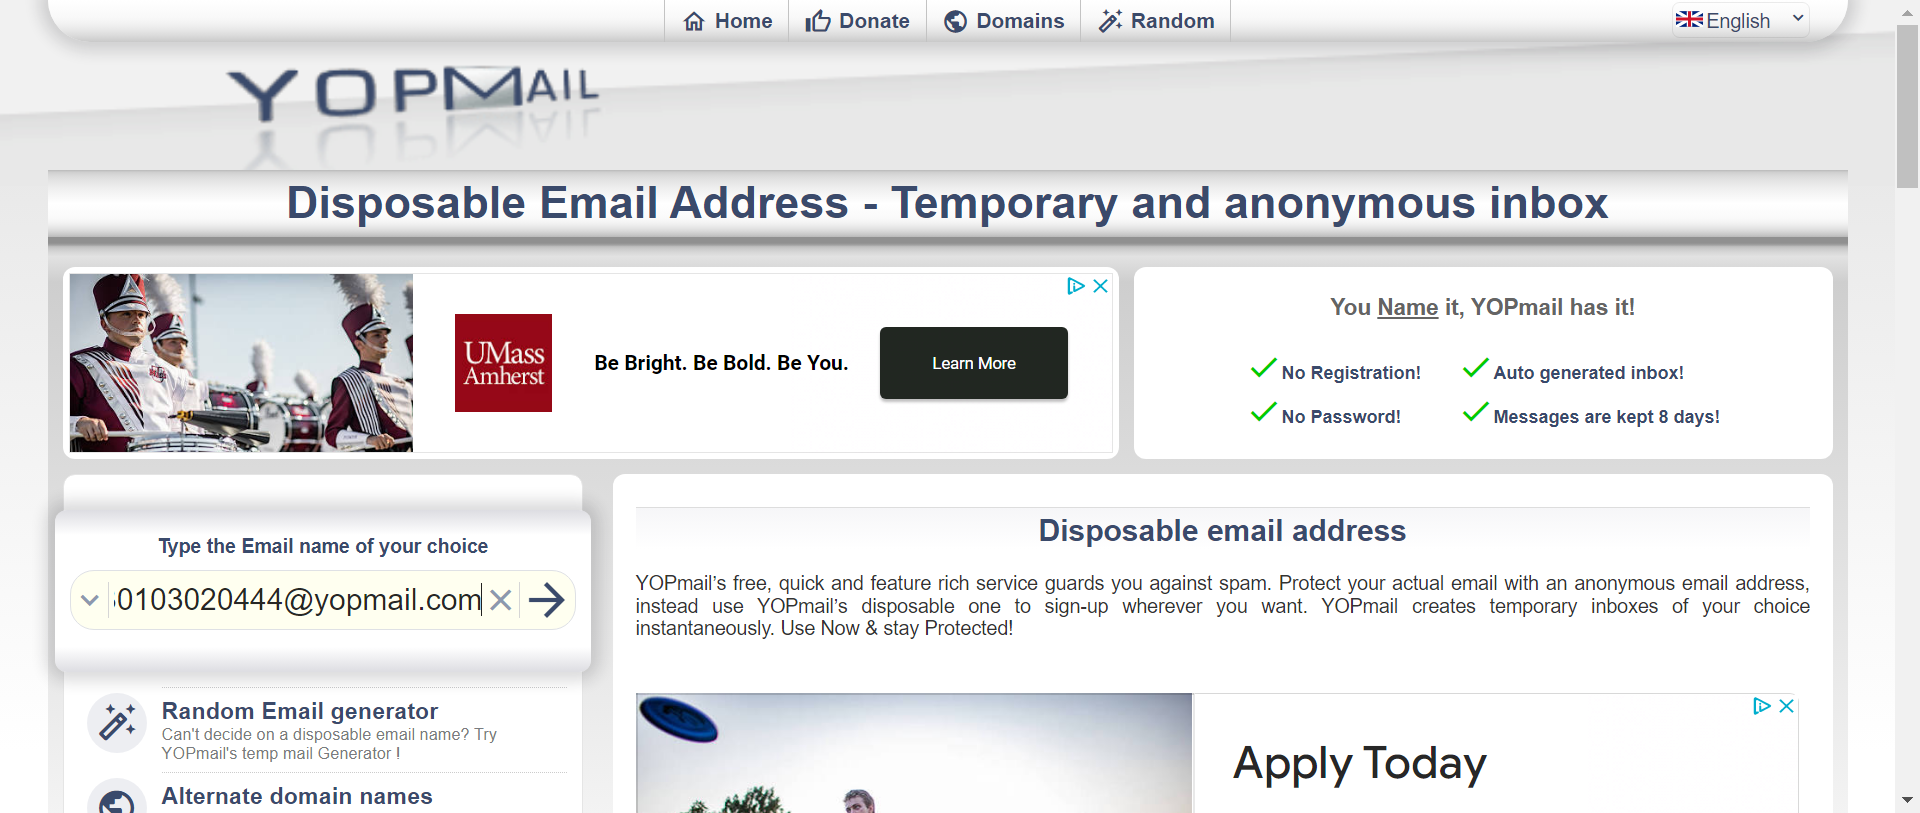 Home
Donate
Domains
Random
English
YOPMAIL
Disposable Email Address - Temporary and anonymous inbox
UMass
Amherst
Be Bright. Be Bold. Be You.
Learn More
You Name it, YOPmail has it!
No Registration!
Auto generated inbox!
No Password!
Messages are kept 8 days!
Type the Email name of your choice
0103020444@yopmail.com
Random Email generator
Can't decide on a disposable email name? Try
YOPmail's temp mail Generator !
Alternate domain names
Disposable email address
YOPmail’s free, quick and feature rich service guards you against spam. Protect your actual email with an anonymous email address,
instead use YOPmail’s disposable one to sign-up wherever you want. YOPmail creates temporary inboxes of your choice
instantaneously. Use Now & stay Protected!
Apply Today